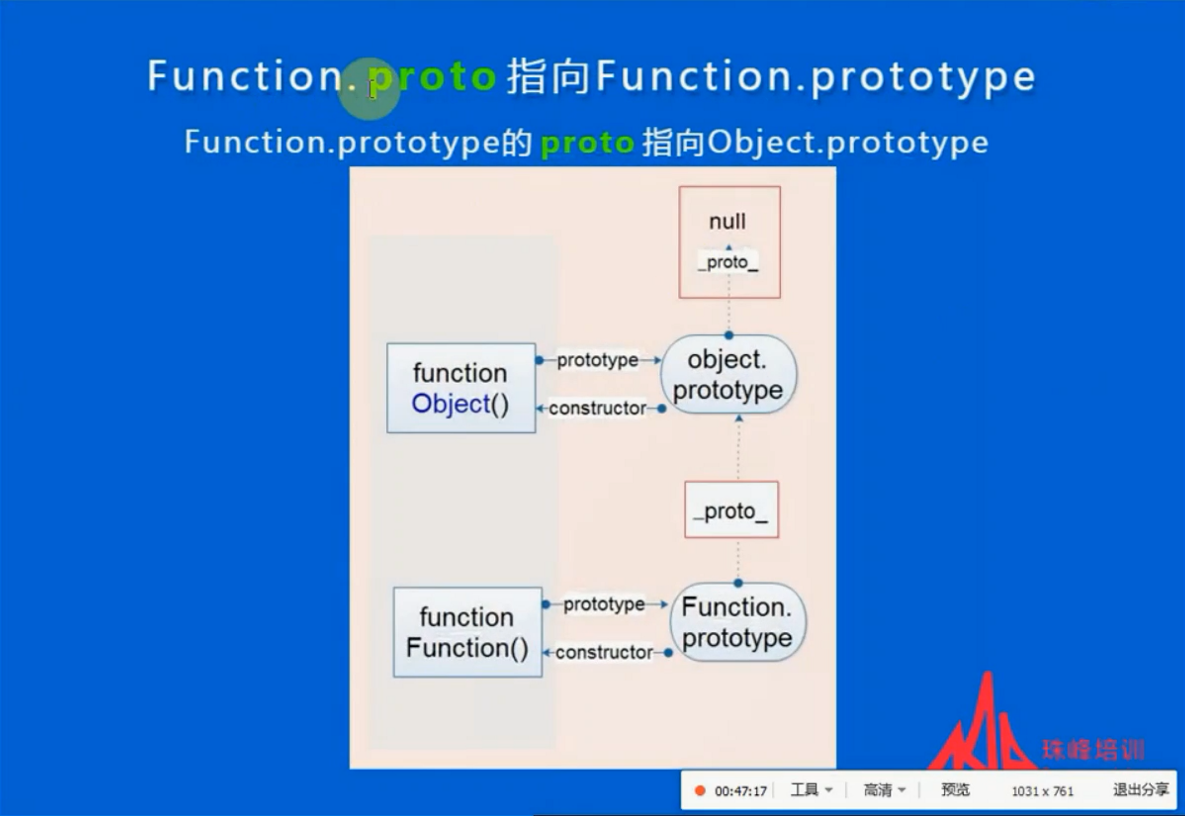 Function.proto指向Function.prototype
Function.prototype的 proto 指向Object.prototype
null
_proto_
function
Object()
prototype
constructor
object.
prototype
_proto_
function
Function()
prototype
constructor
Function.
prototype
珠峰培训
00:47:17 工具 高清 预览 1031 x 761 退出分享